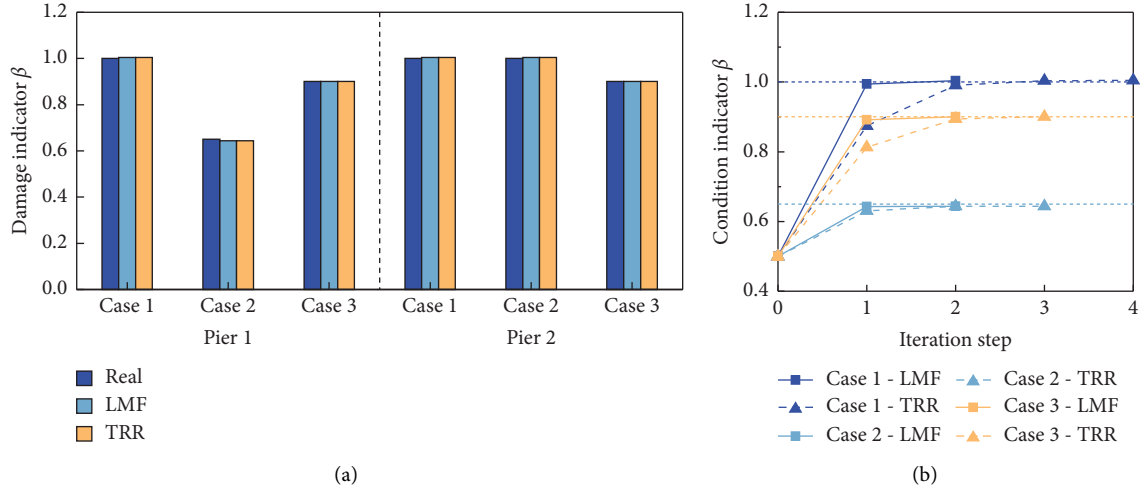 1.2
1.0
0.8
0.6
0.4
0.2
0.0
Damage indicator β
Case 1
Case 2
Case 3
Case 1
Case 2
Case 3
Pier 1
Pier 2
Real
LMF
TRR
(a)
1.2
1.0
0.8
0.6
0.4
Condition indicator β
0
1
2
3
4
Iteration step
Case 1 - LMF
Case 1 - TRR
Case 2 - LMF
Case 2 - TRR
Case 3 - LMF
Case 3 - TRR
(b)